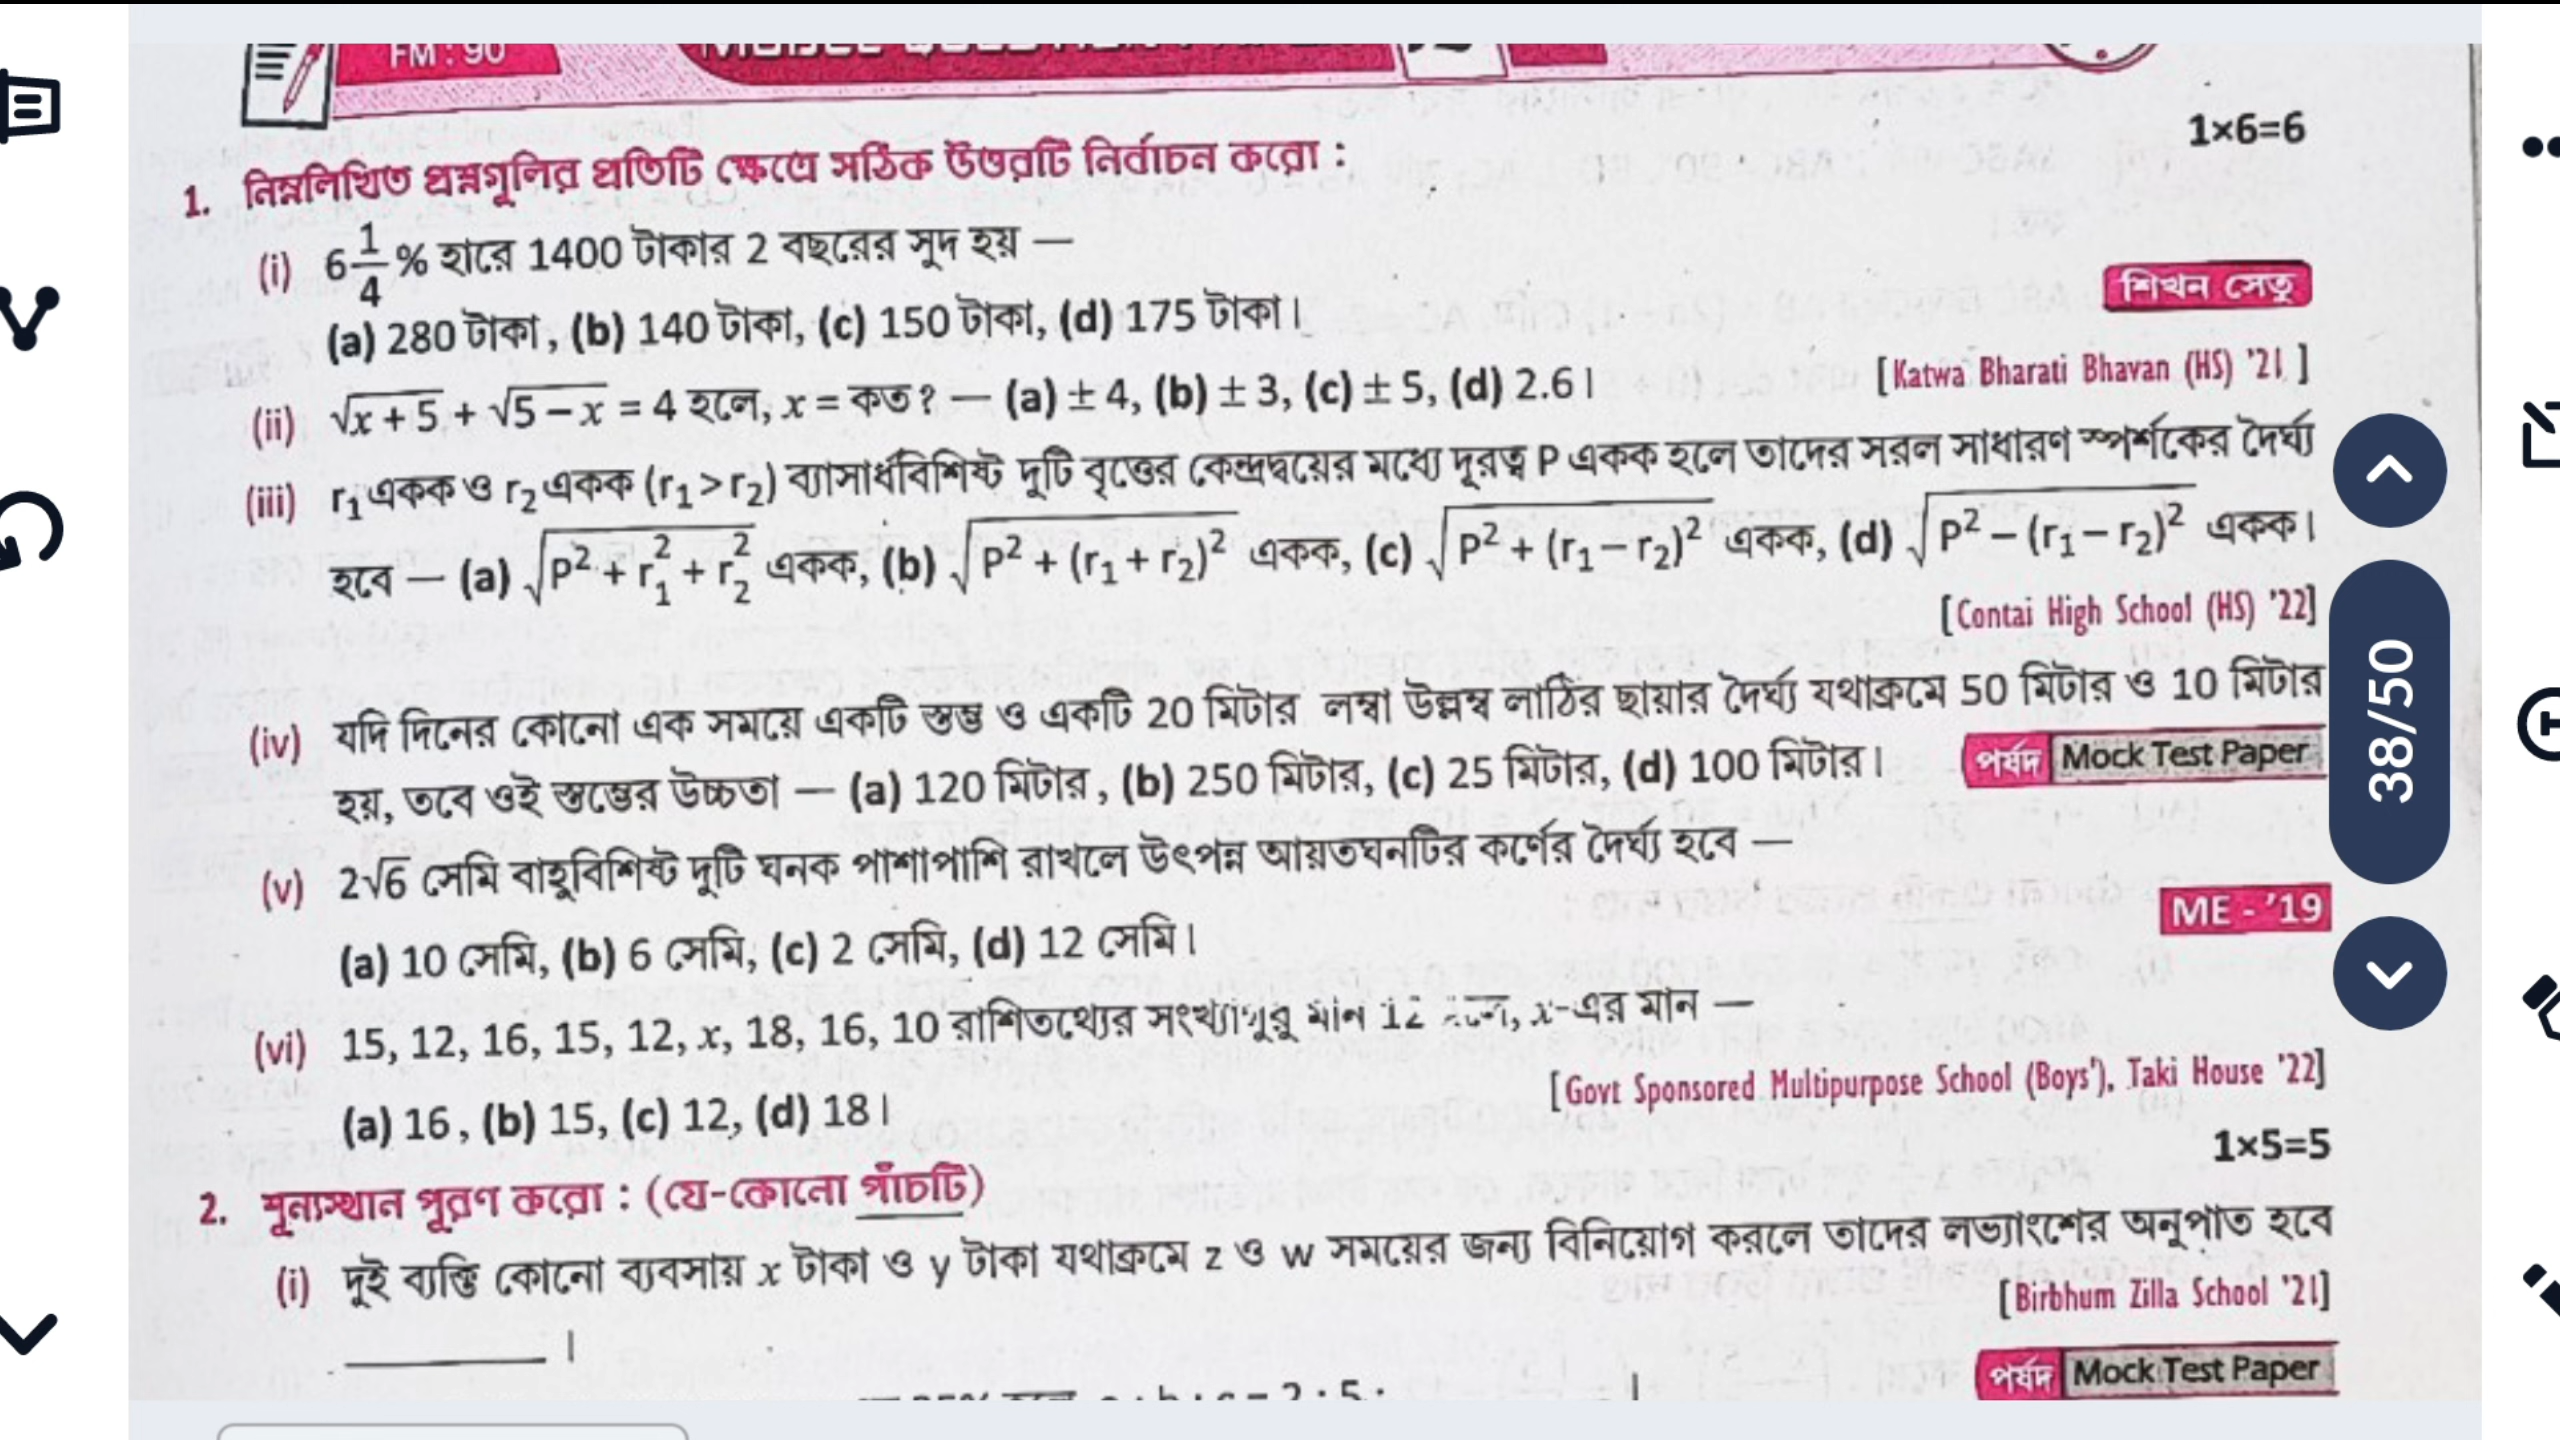 FM : 90
1×6=6
1. নিম্নলিখিত প্রশ্নগুলির প্রতিটি ক্ষেত্রে সঠিক উত্তরটি নির্বাচন করো :
(i) 6 1/4 % হারে 1400 টাকার 2 বছরের সুদ হয় —
শিখন সেতু
(a) 280 টাকা, (b) 140 টাকা, (c) 150 টাকা, (d) 175 টাকা।
(ii) √x + 5 + √5 − x = 4 হলে, x = কত? — (a) ± 4, (b) ± 3, (c) ± 5, (d) 2.6। [Katwa Bharati Bhavan (HS) '21 ]
(iii) r₁ একক ও r₂ একক (r₁ > r₂) ব্যাসার্ধবিশিষ্ট দুটি বৃত্তের কেন্দ্রদ্বয়ের মধ্যে দূরত্ব P একক হলে তাদের সরল সাধারণ স্পর্শকের দৈর্ঘ্য
হবে — (a) √P² + r₁² + r₂² একক, (b) √P² + (r₁ + r₂)² একক, (c) √P² + (r₁ − r₂)² একক, (d) √P² − (r₁ − r₂)² একক।
[Contai High School (HS) '22]
(iv) যদি দিনের কোনো এক সময়ে একটি স্তম্ভ ও একটি 20 মিটার লম্বা উল্লম্ব লাঠির ছায়ার দৈর্ঘ্য যথাক্রমে 50 মিটার ও 10 মিটার
হয়, তবে ওই স্তম্ভের উচ্চতা — (a) 120 মিটার, (b) 250 মিটার, (c) 25 মিটার, (d) 100 মিটার। পর্ষদ Mock Test Paper
(v) 2√6 সেমি বাহুবিশিষ্ট দুটি ঘনক পাশাপাশি রাখলে উৎপন্ন আয়তঘনটির কর্ণের দৈর্ঘ্য হবে —
ME - '19
(a) 10 সেমি, (b) 6 সেমি, (c) 2 সেমি, (d) 12 সেমি।
(vi) 15, 12, 16, 15, 12, x, 18, 16, 10 রাশিতথ্যের সংখ্যাগুরু মান 12 হলে, x-এর মান —
[Govt Sponsored Multipurpose School (Boys'), Taki House '22]
(a) 16, (b) 15, (c) 12, (d) 18।
1×5=5
2. শূন্যস্থান পূরণ করো : (যে-কোনো পাঁচটি)
(i) দুই ব্যক্তি কোনো ব্যবসায় x টাকা ও y টাকা যথাক্রমে z ও w সময়ের জন্য বিনিয়োগ করলে তাদের লভ্যাংশের অনুপাত হবে
[Birbhum Zilla School '21]
__________ ।
পর্ষদ Mock Test Paper
38/50